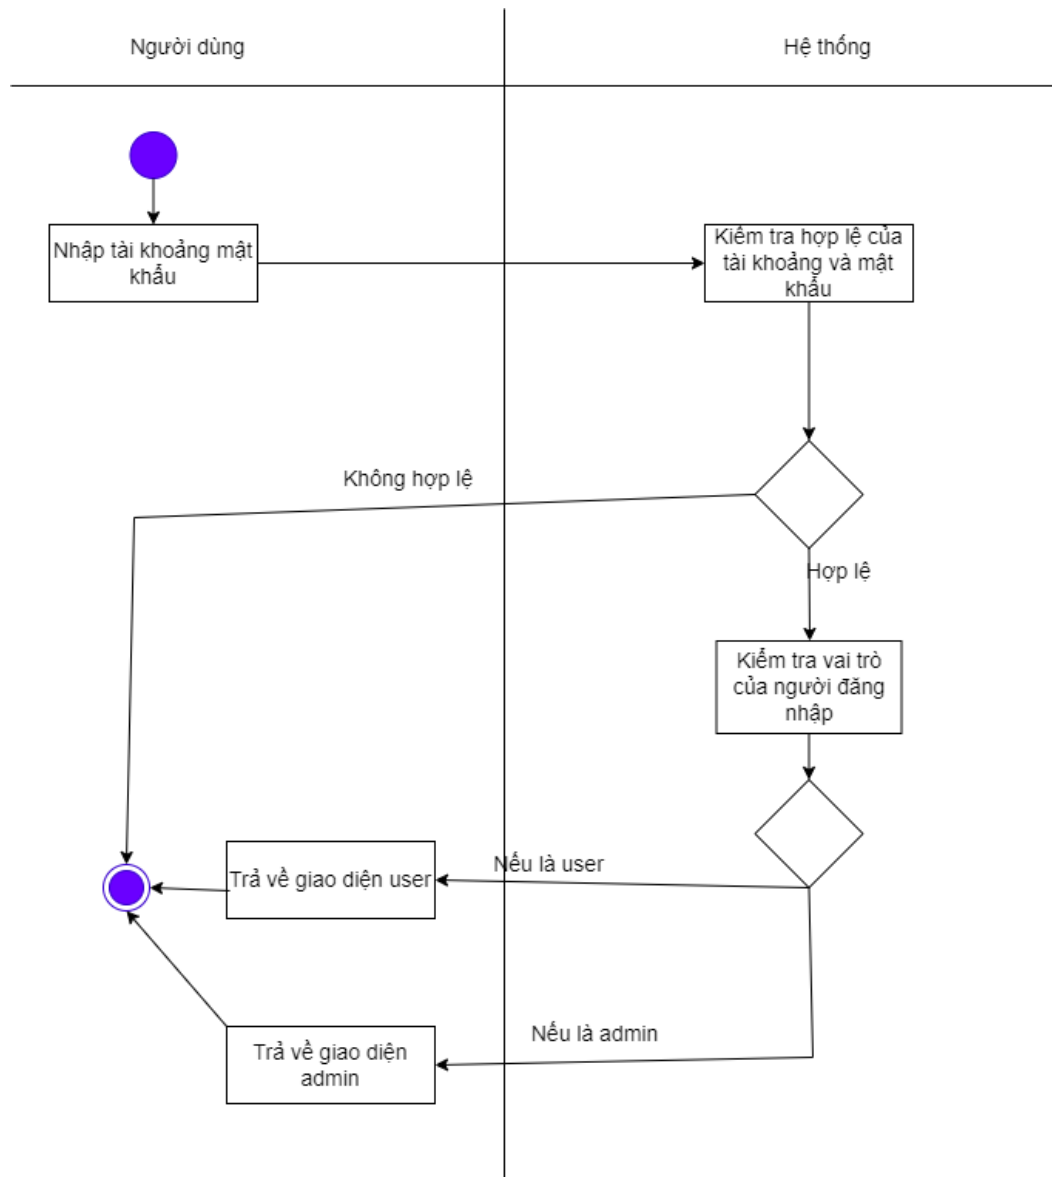 Người dùng
Hệ thống
Nhập tài khoảng mật
khẩu
Kiểm tra hợp lệ của
tài khoảng và mật
khẩu
Không hợp lệ
Hợp lệ
Kiểm tra vai trò
của người đăng
nhập
Nếu là user
Trả về giao diện user
Nếu là admin
Trả về giao diện
admin